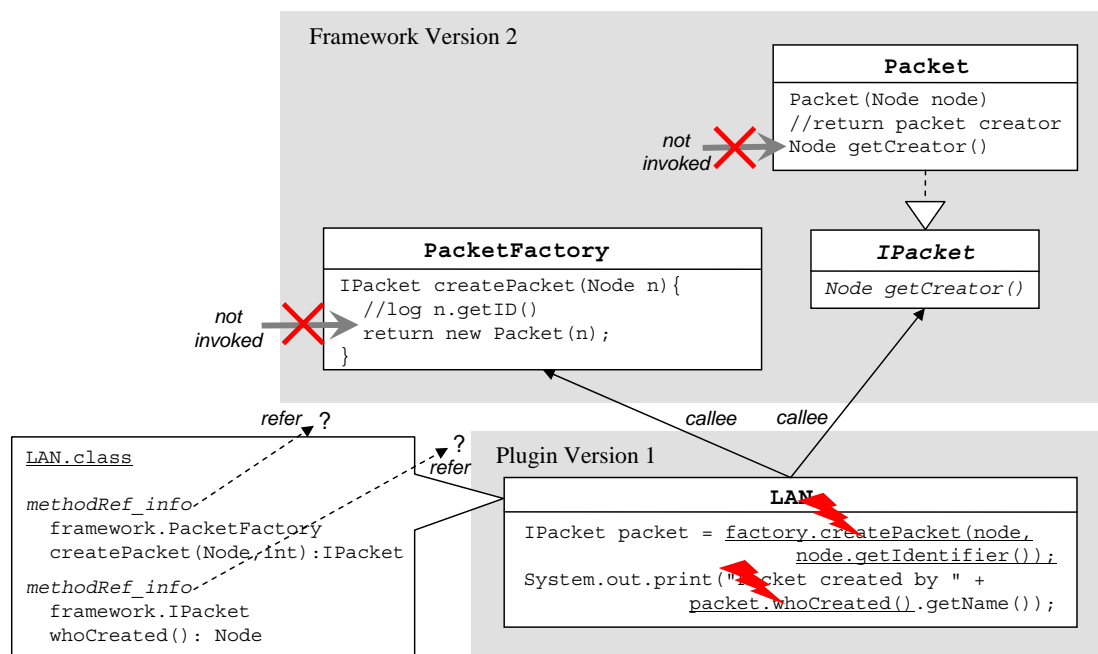 Framework Version 2
Packet
Packet(Node node)
//return packet creator
Node getCreator()
not
invoked
PacketFactory
IPacket createPacket(Node n){
//log n.getID()
return new Packet(n);
}
not
invoked
IPacket
Node getCreator()
callee
callee
refer ?
?
refer
LAN.class
methodRef_info
framework.PacketFactory
createPacket(Node,int):IPacket
methodRef_info
framework.IPacket
whoCreated(): Node
Plugin Version 1
LAN
IPacket packet = factory.createPacket(node,
node.getIdentifier());
System.out.print("Packet created by " +
packet.whoCreated().getName());